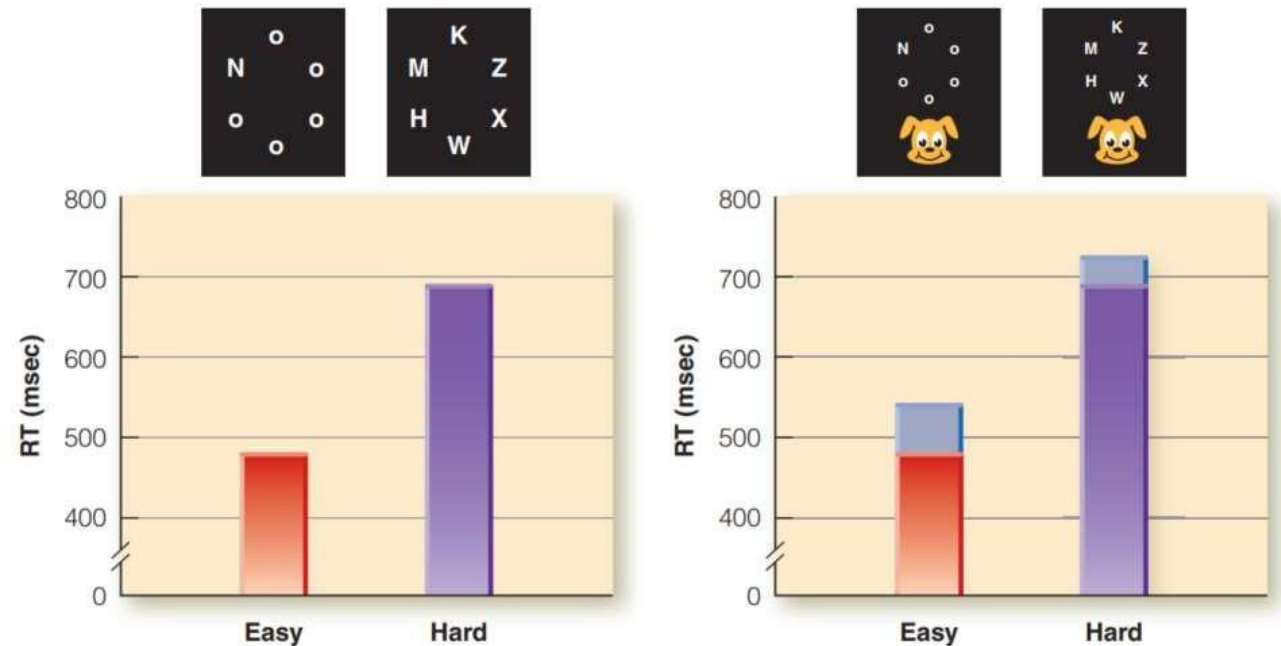 o
N o
o o
o
K
M Z
H X
W
800
700
600
500
400
0
RT (msec)
Easy Hard
o
N o
o o
o
K
M Z
H X
W
800
700
600
500
400
0
RT (msec)
Easy Hard